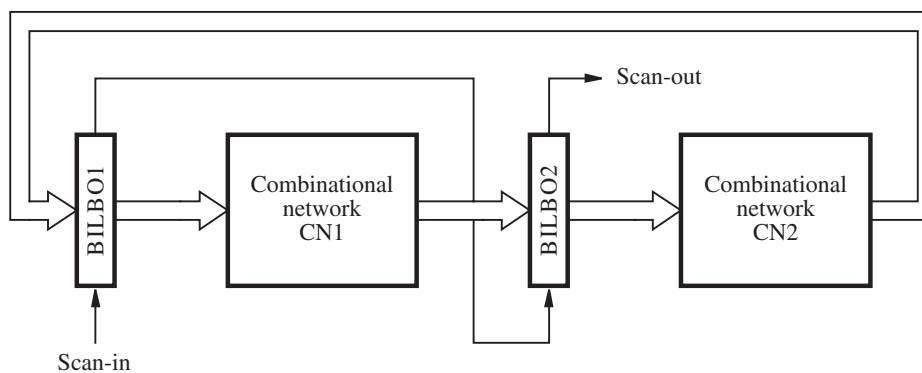 Scan-out
BILBO1
Combinational
network
CN1
BILBO2
Combinational
network
CN2
Scan-in